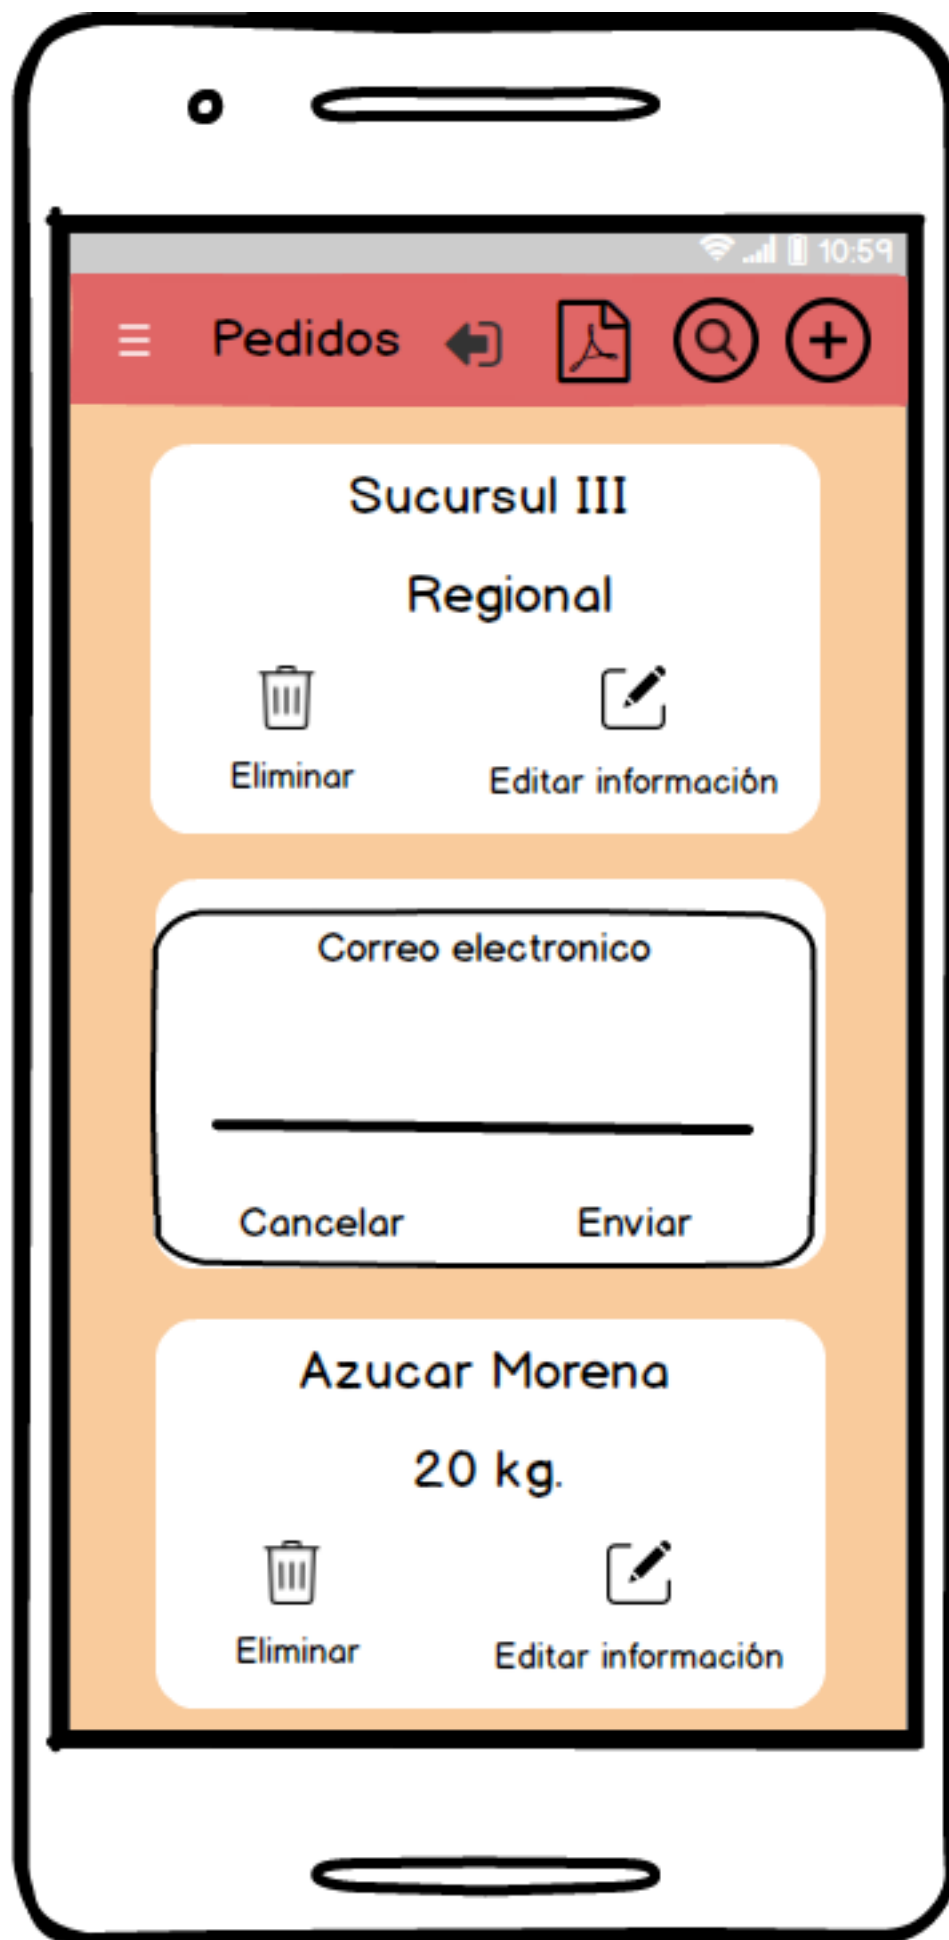 10:59
Pedidos
Sucursul III
Regional
Eliminar Editar información
Correo electronico
Cancelar Enviar
Azucar Morena
20 kg.
Eliminar Editar información